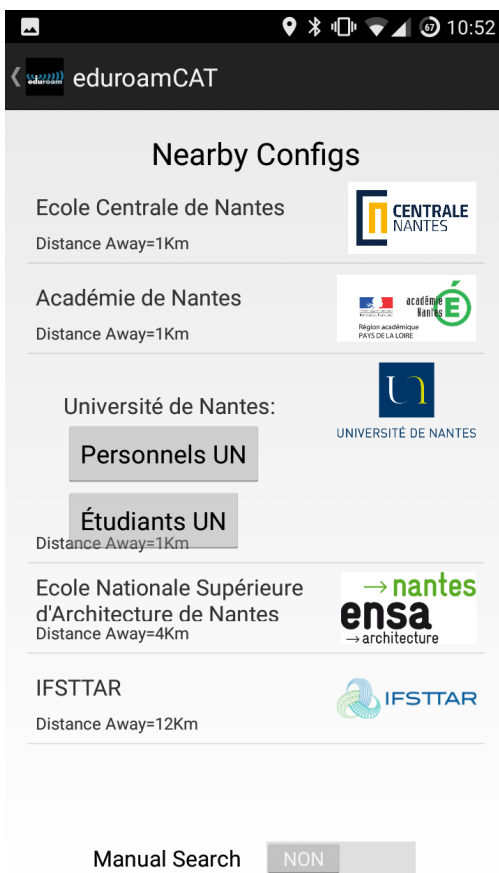 67 10:52
eduroam eduroamCAT
Nearby Configs
Ecole Centrale de Nantes
CENTRALE
NANTES
Distance Away=1Km
Académie de Nantes
académie
Nantes
É
Région académique
PAYS DE LA LOIRE
Distance Away=1Km
Université de Nantes:
UNIVERSITÉ DE NANTES
Personnels UN
Étudiants UN
Distance Away=1Km
Ecole Nationale Supérieure
d'Architecture de Nantes
→nantes
ensa
→architecture
Distance Away=4Km
IFSTTAR
IFSTTAR
Distance Away=12Km
Manual Search NON